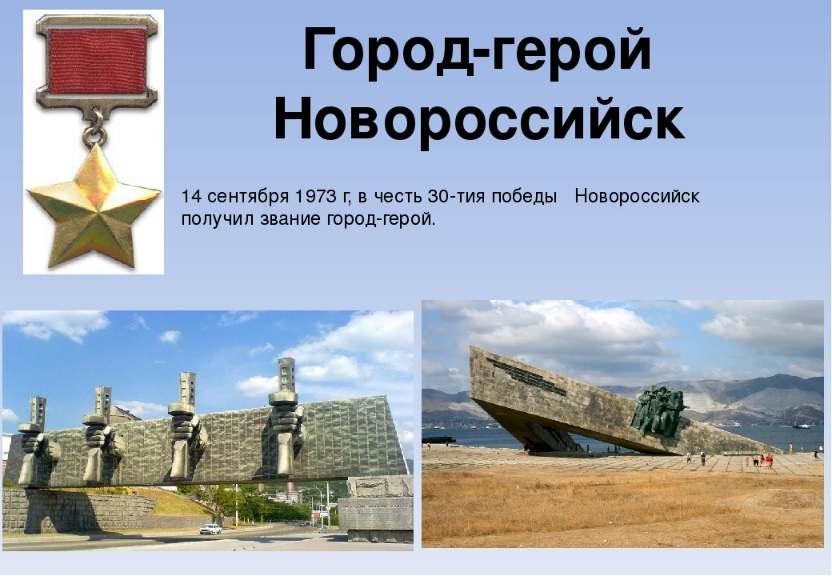 Город-герой
Новороссийск
14 сентября 1973 г, в честь 30-тия победы Новороссийск
получил звание город-герой.